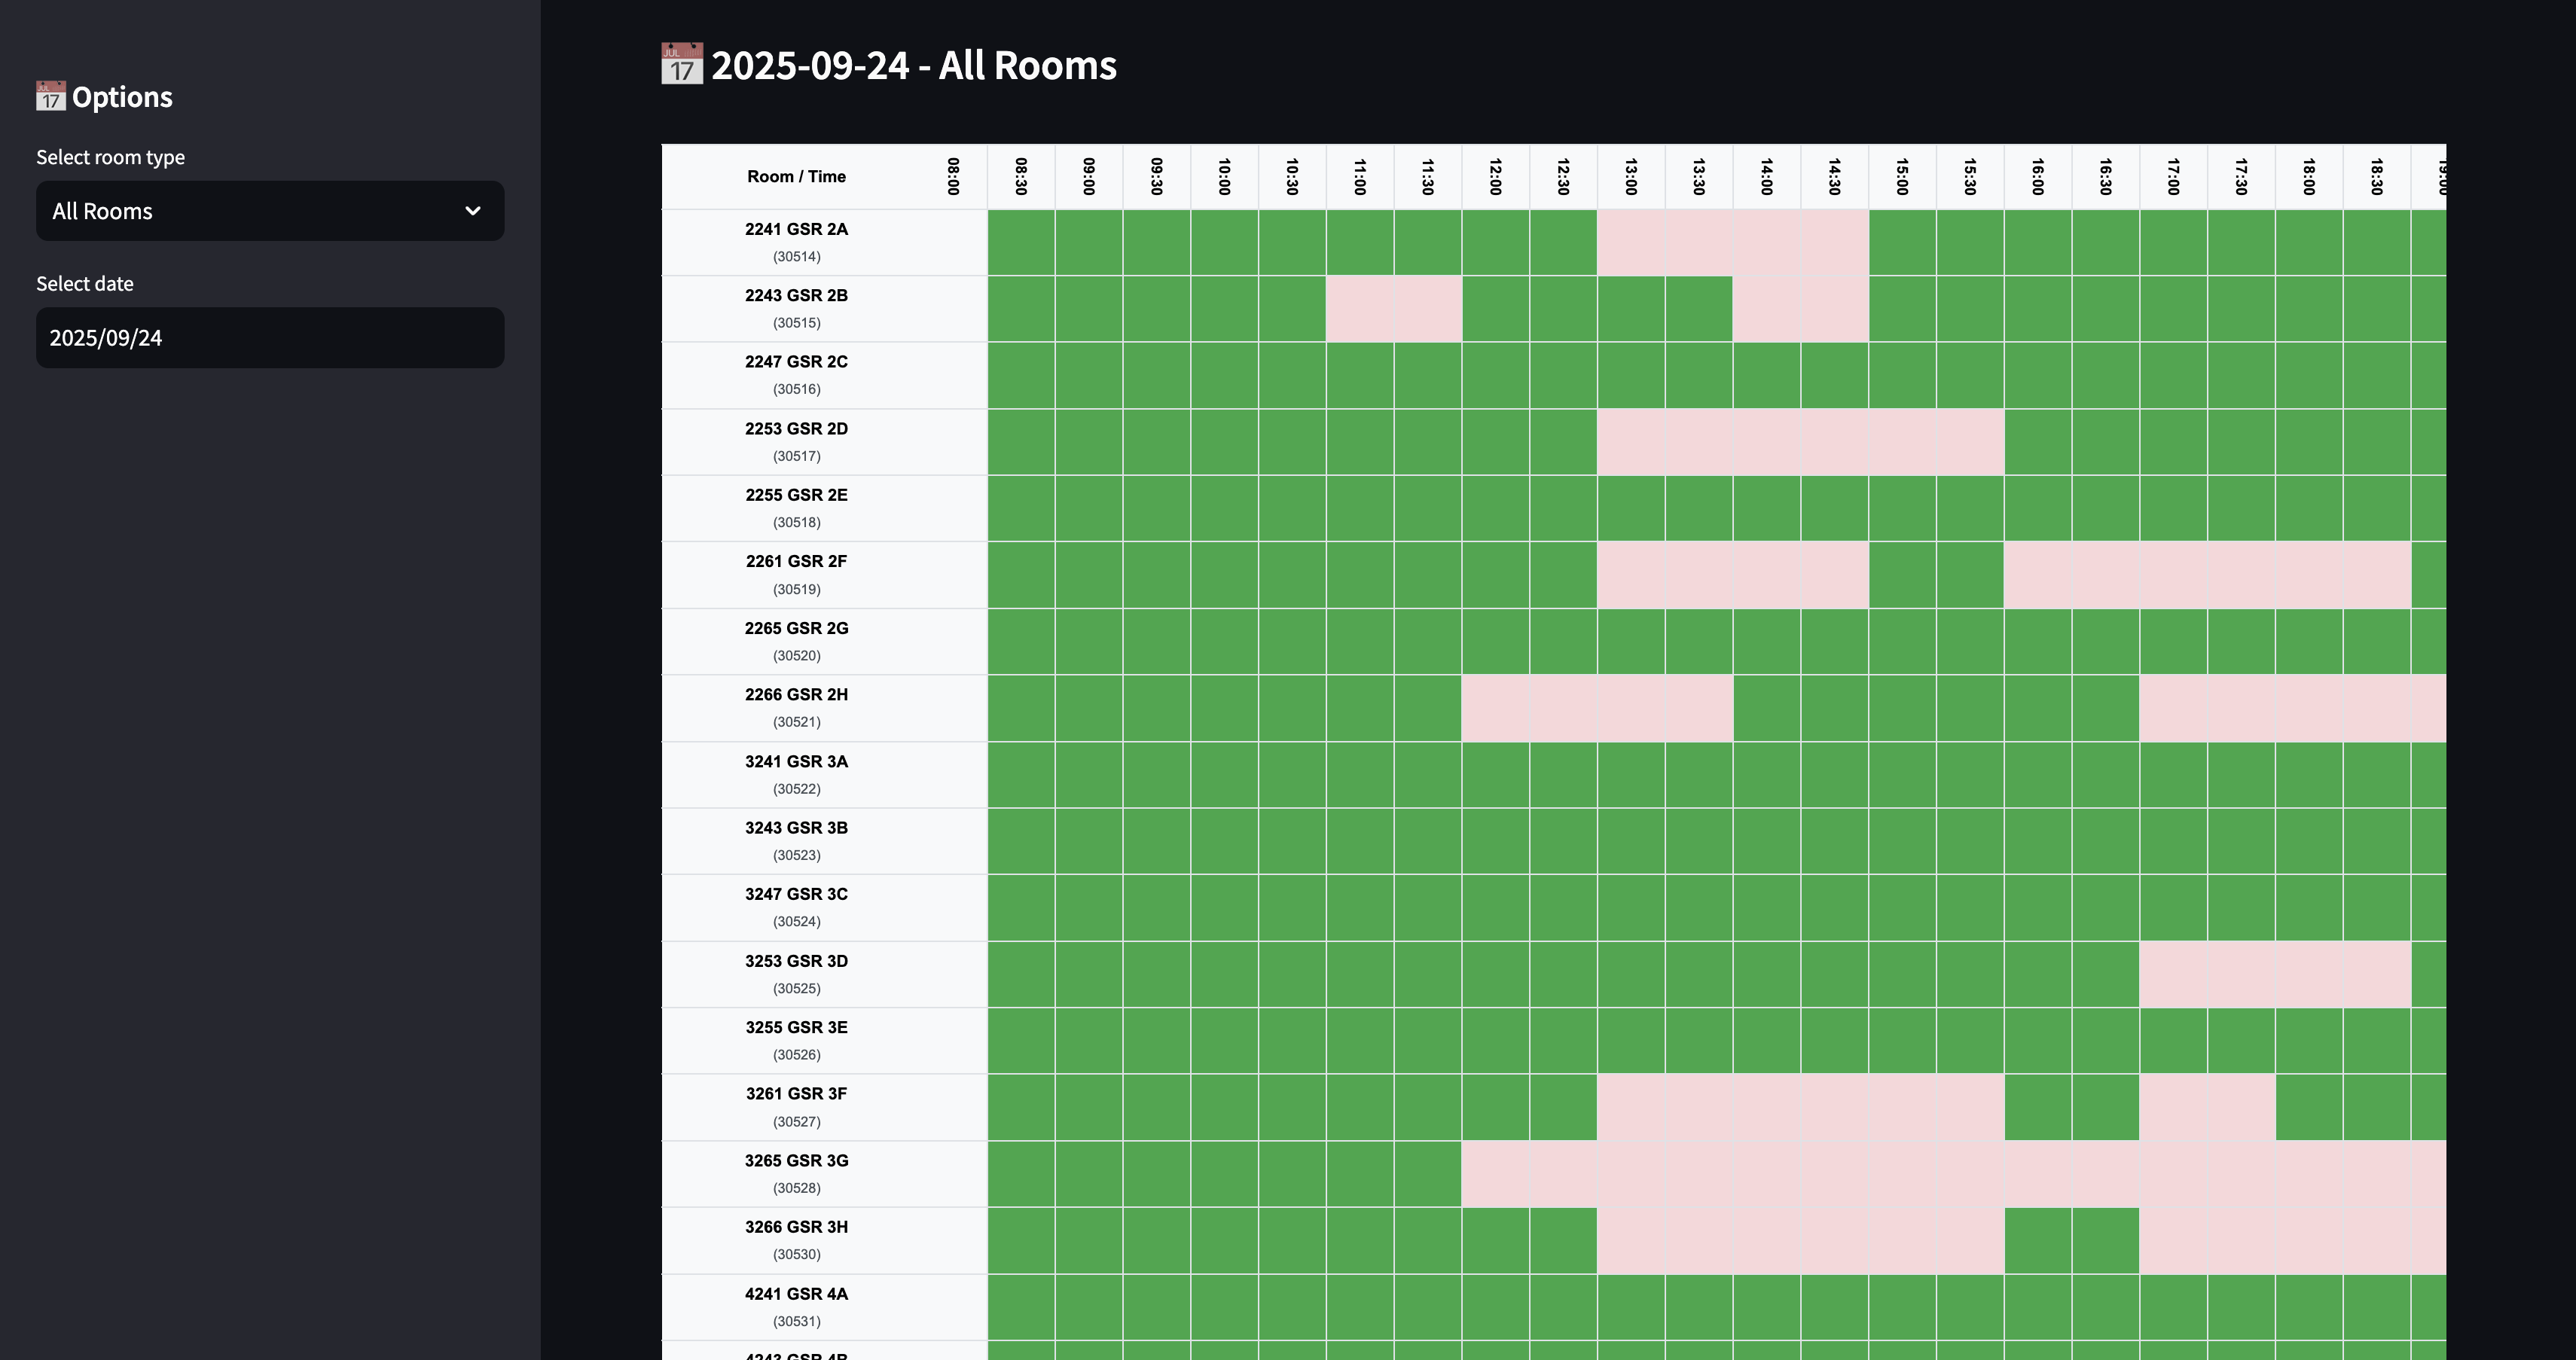 Options
Select room type
All Rooms
Select date
2025/09/24
JUL 17 2025-09-24 - All Rooms
Room / Time 08:00 08:30 09:00 09:30 10:00 10:30 11:00 11:30 12:00 12:30 13:00 13:30 14:00 14:30 15:00 15:30 16:00 16:30 17:00 17:30 18:00 18:30 19:00
2241 GSR 2A
(30514)
2243 GSR 2B
(30515)
2247 GSR 2C
(30516)
2253 GSR 2D
(30517)
2255 GSR 2E
(30518)
2261 GSR 2F
(30519)
2265 GSR 2G
(30520)
2266 GSR 2H
(30521)
3241 GSR 3A
(30522)
3243 GSR 3B
(30523)
3247 GSR 3C
(30524)
3253 GSR 3D
(30525)
3255 GSR 3E
(30526)
3261 GSR 3F
(30527)
3265 GSR 3G
(30528)
3266 GSR 3H
(30530)
4241 GSR 4A
(30531)
4243 GSR 4B